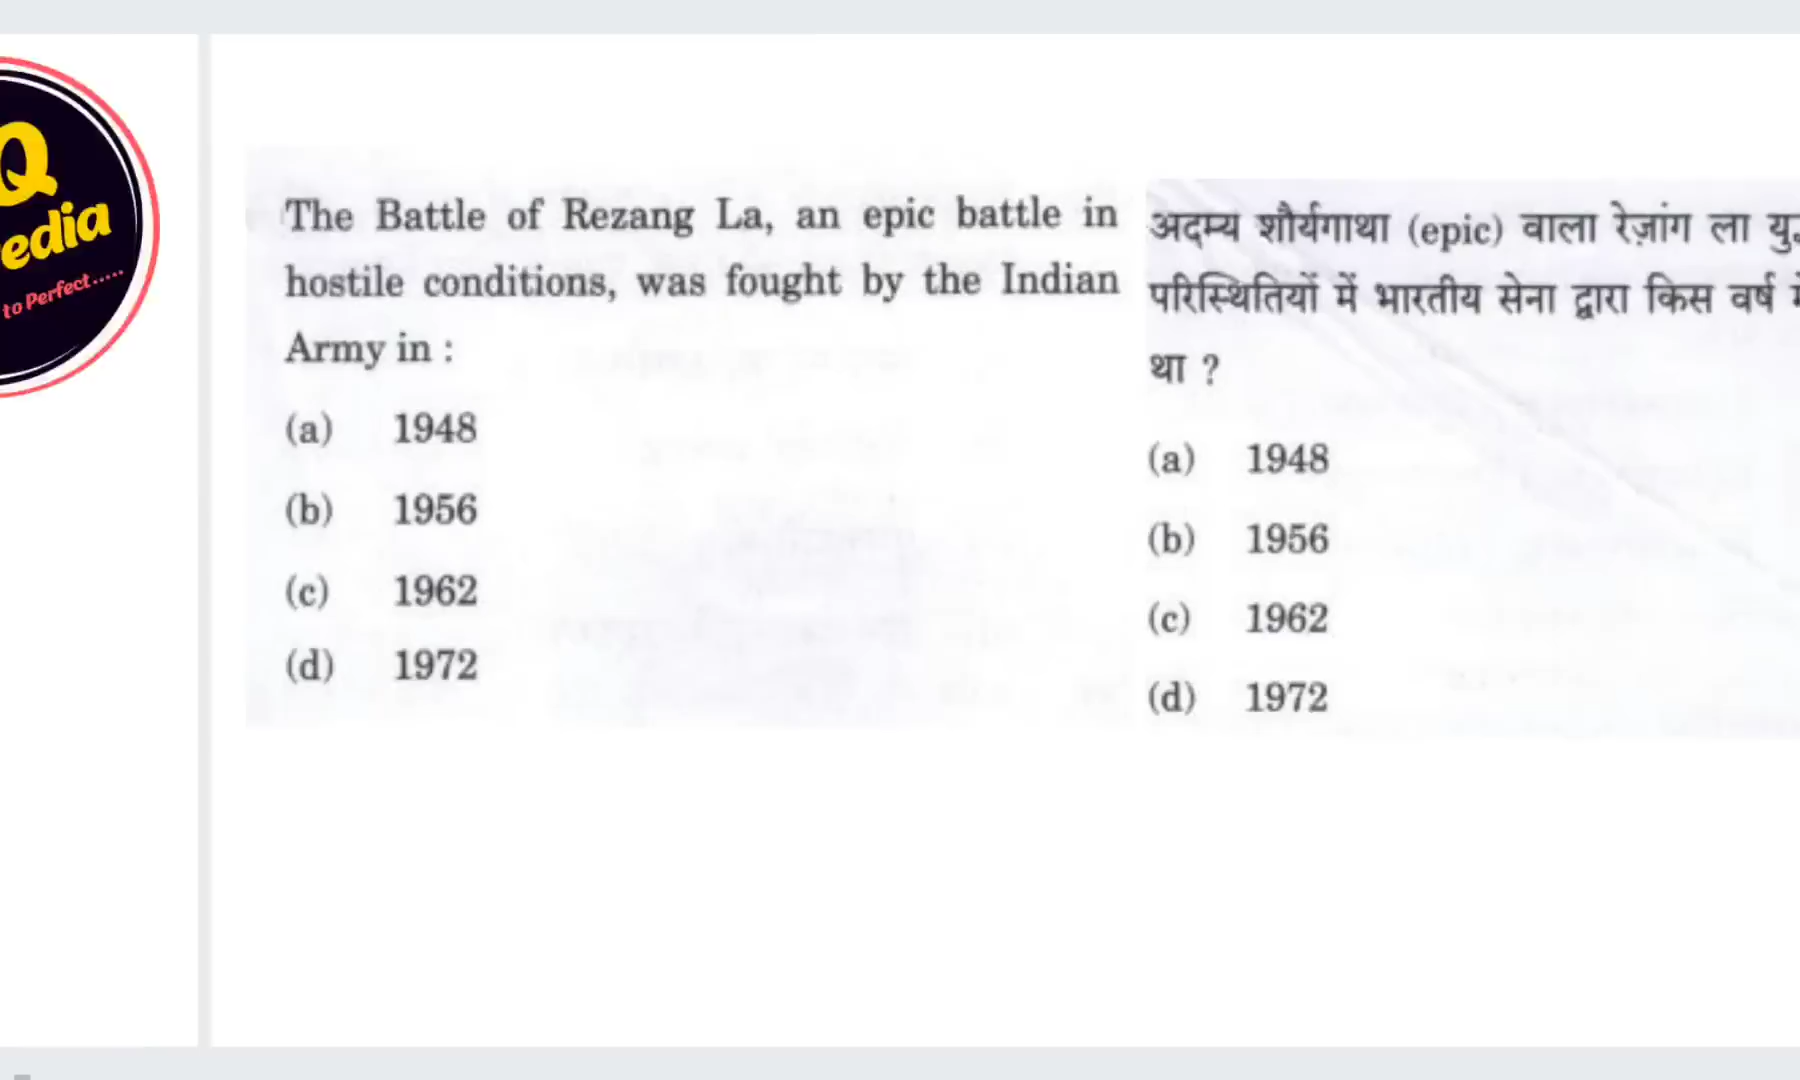 Q
edia
to Perfect.....
The Battle of Rezang La, an epic battle in
hostile conditions, was fought by the Indian
Army in :
(a) 1948
(b) 1956
(c) 1962
(d) 1972
अदम्य शौर्यगाथा (epic) वाला रेज़ांग ला
परिस्थितियों में भारतीय सेना द्वारा किस वर्ष
था ?
(a) 1948
(b) 1956
(c) 1962
(d) 1972